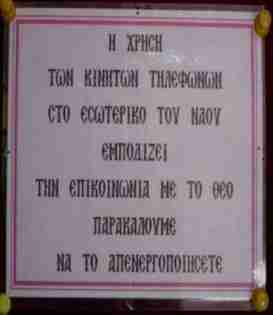 Η ΧΡΗΣΗ
ΤΩΝ ΚΙΝΗΤΩΝ ΤΗΛΕΦΩΝΩΝ
ΣΤΟ ΕΣΩΤΕΡΙΚΟ ΤΟΥ ΝΑΟΥ
ΕΜΠΟΔΙΖΕΙ
ΤΗΝ ΕΠΙΚΟΙΝΩΝΙΑ ΜΕ ΤΟ ΘΕΟ
ΠΑΡΑΚΑΛΟΥΜΕ
ΝΑ ΤΟ ΑΠΕΝΕΡΓΟΠΟΙΗΣΕΤΕ